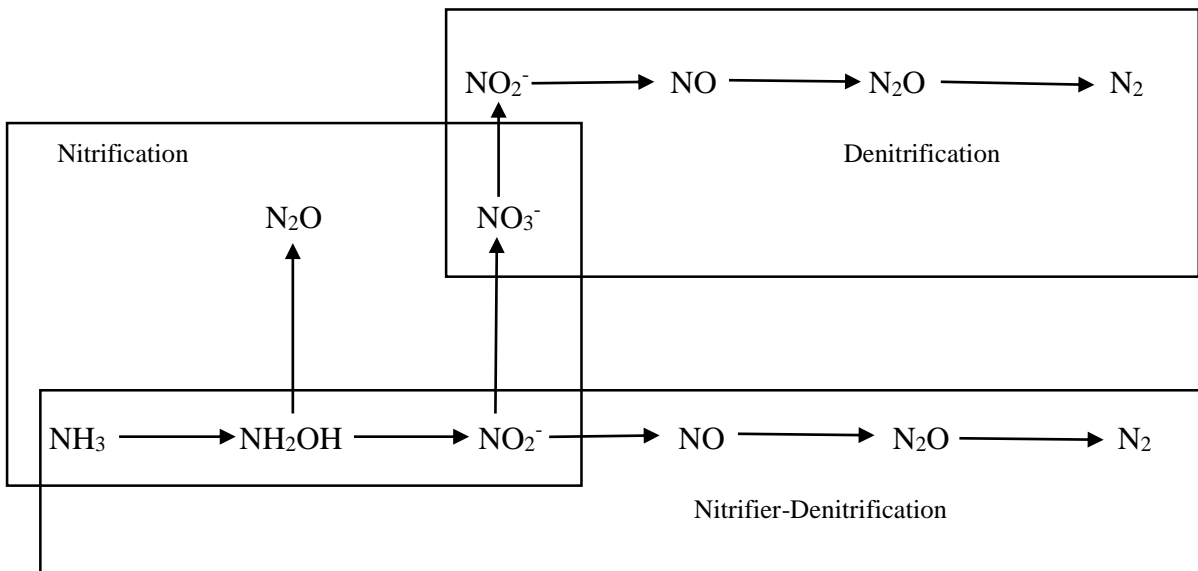 NO₂⁻ NO N₂O N₂
Nitrification Denitrification
N₂O NO₃⁻
NH₃ NH₂OH NO₂⁻ NO N₂O N₂
Nitrifier-Denitrification